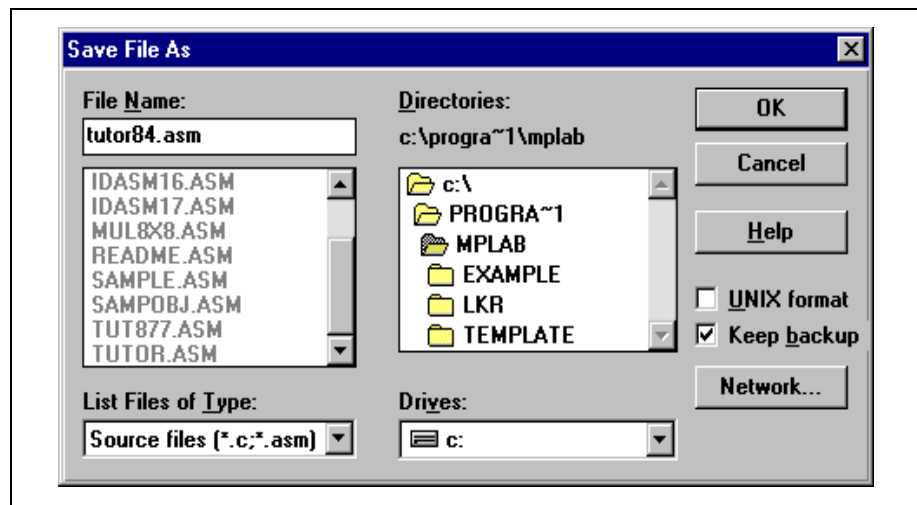 Save File As
File Name:
tutor84.asm
IDASM16.ASM
IDASM17.ASM
MUL8X8.ASM
README.ASM
SAMPLE.ASM
SAMPOBJ.ASM
TUT877.ASM
TUTOR.ASM
List Files of Type:
Source files (*.c;*.asm)
Directories:
c:\progra~1\mplab
c:\
PROGRA~1
MPLAB
EXAMPLE
LKR
TEMPLATE
Drives:
c:
OK
Cancel
Help
UNIX format
Keep backup
Network...